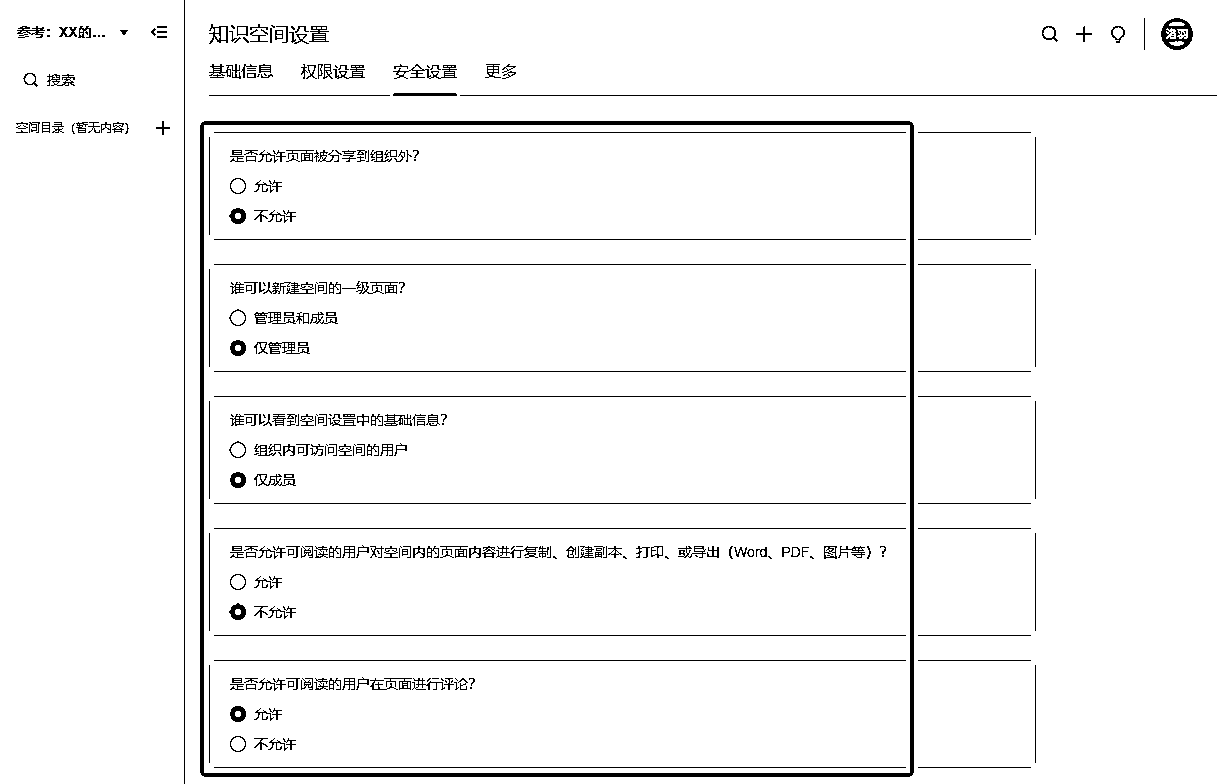 参考：XX的...
搜索
空间目录（暂无内容）
知识空间设置
洛羽
基础信息 权限设置 安全设置 更多
是否允许页面被分享到组织外？
允许
不允许
谁可以新建空间的一级页面？
管理员和成员
仅管理员
谁可以看到空间设置中的基础信息？
组织内可访问空间的用户
仅成员
是否允许可阅读的用户对空间内的页面内容进行复制、创建副本、打印、或导出（Word、PDF、图片等）？
允许
不允许
是否允许可阅读的用户在页面进行评论？
允许
不允许